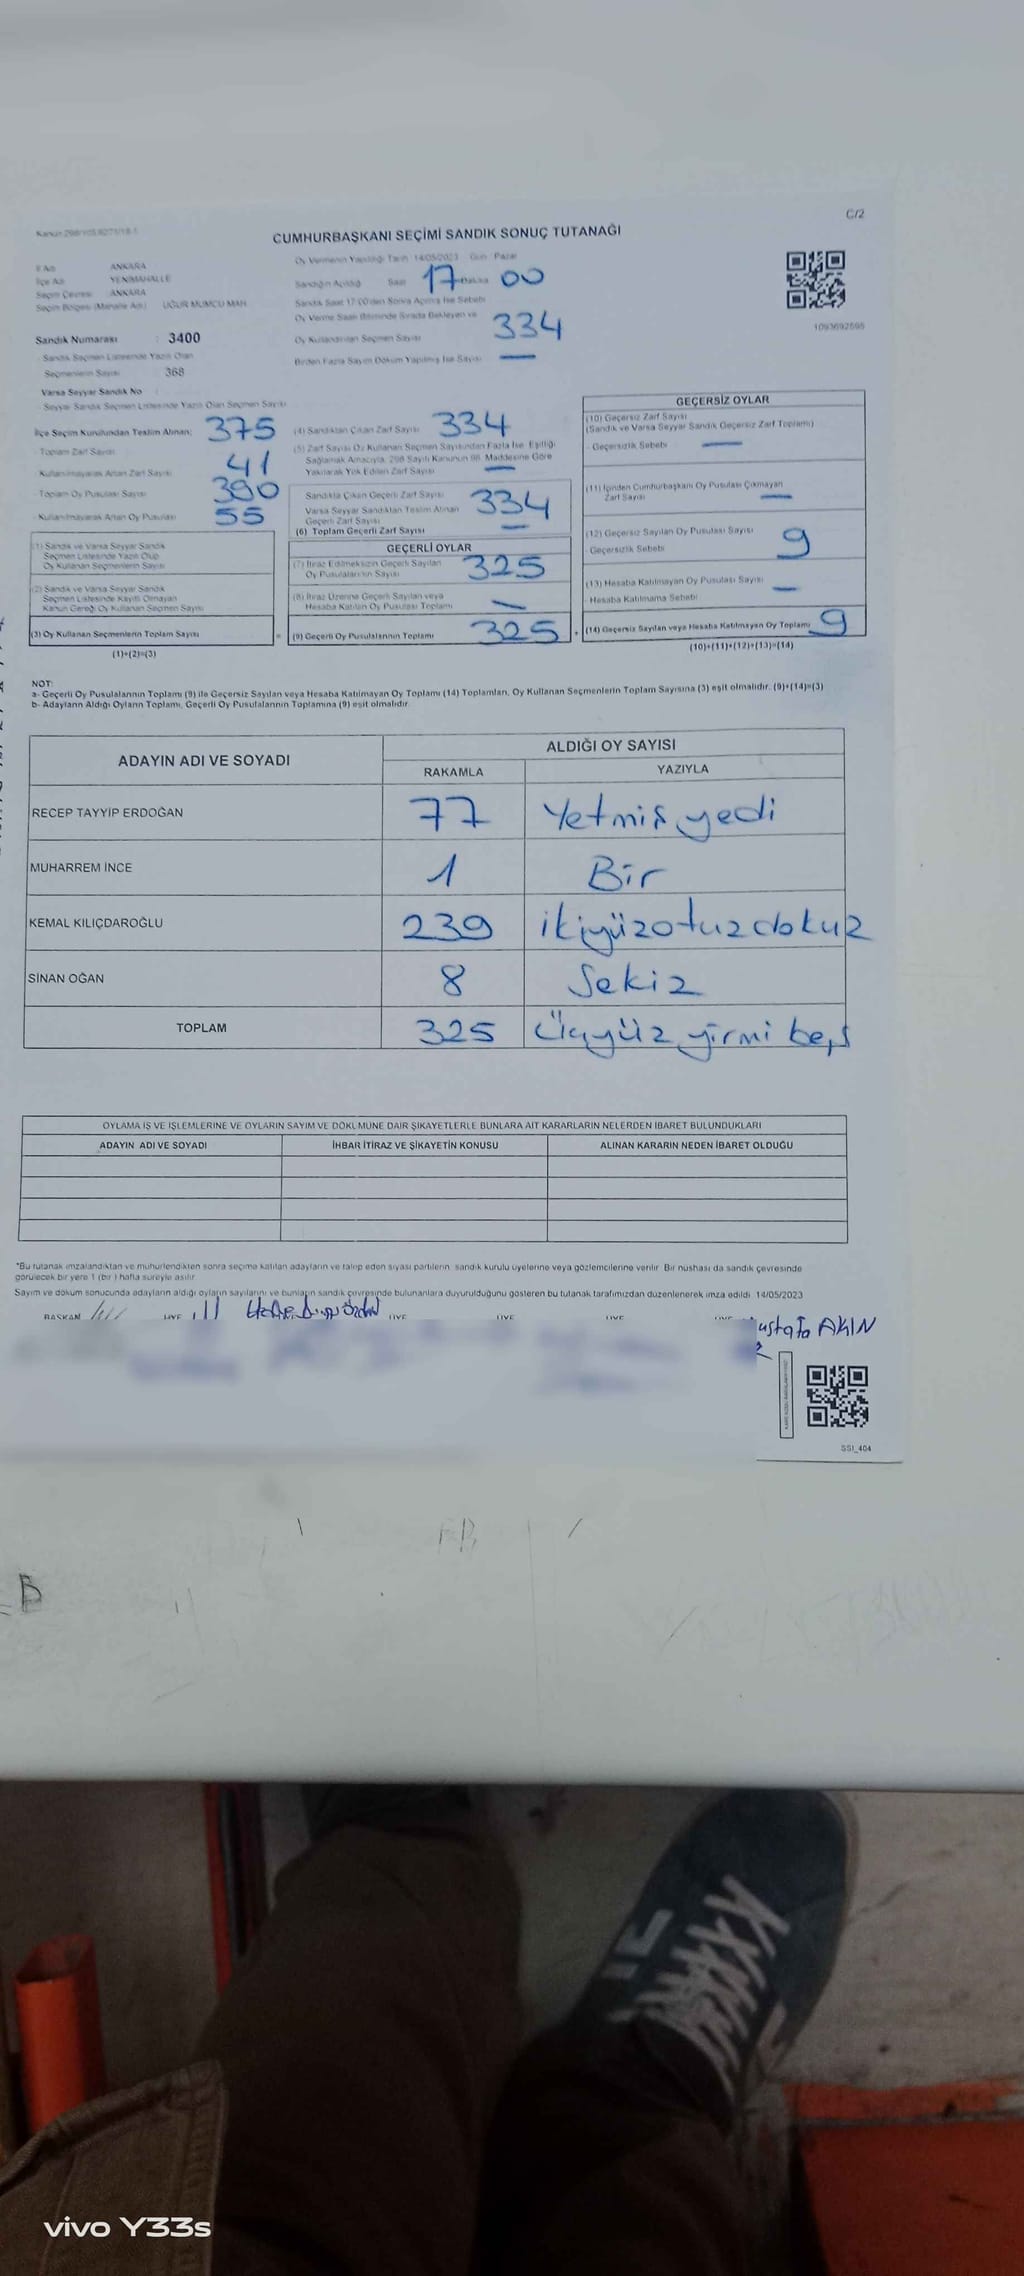 C/2
CUMHURBAŞKANI SEÇİMİ SANDIK SONUÇ TUTANAĞI
İl Adı ANKARA
İlçe Adı YENİMAHALLE
Seçim Çevresi ANKARA
Seçim Bölgesi (Mahalle Adı) UĞUR MUMCU MAH.
Sandık Numarası : 3400
Sandık Seçmen Listesinde Yazılı Olan
Seçmenlerin Sayısı 368
Varsa Seyyar Sandık No
Seyyar Sandık Seçmen Listesinde Yazılı Olan Seçmen Sayısı
Oy Vermenin Yapıldığı Tarih 14/05/2023 Gün Pazar
Sandığın Açıldığı Saat 17 Dakika 00
Sandık Saat 17:00'den Sonra Açılmış İse Sebebi
Oy Verme Saati Bitiminde Sırada Bekleyen ve
Oy Kullandırılan Seçmen Sayısı 334
Birden Fazla Sayım Döküm Yapılmış İse Sayısı —
1093692695
İlçe Seçim Kurulundan Teslim Alınan; 375
Toplam Zarf Sayısı
Kullanılmayarak Artan Zarf Sayısı 41
Toplam Oy Pusulası Sayısı 390
Kullanılmayarak Artan Oy Pusulası 55
(1) Sandık ve Varsa Seyyar Sandık
Seçmen Listesinde Yazılı Olup
Oy Kullanan Seçmenlerin Sayısı
(2) Sandık ve Varsa Seyyar Sandık
Seçmen Listesinde Kayıtlı Olmayan
Kanun Gereği Oy Kullanan Seçmen Sayısı
(3) Oy Kullanan Seçmenlerin Toplam Sayısı
(1)+(2)=(3)
(4) Sandıktan Çıkan Zarf Sayısı 334
(5) Zarf Sayısı Oy Kullanan Seçmen Sayısından Fazla İse Eşitliği
Sağlamak Amacıyla, 298 Sayılı Kanunun 98. Maddesine Göre
Yakılarak Yok Edilen Zarf Sayısı —
Sandıkta Çıkan Geçerli Zarf Sayısı 334
Varsa Seyyar Sandıktan Teslim Alınan
Geçerli Zarf Sayısı —
(6) Toplam Geçerli Zarf Sayısı
GEÇERLİ OYLAR
(7) İtiraz Edilmeksizin Geçerli Sayılan
Oy Pusulalarının Sayısı 325
(8) İtiraz Üzerine Geçerli Sayılan veya
Hesaba Katılan Oy Pusulası Toplamı —
(9) Geçerli Oy Pusulalarının Toplamı 325
GEÇERSİZ OYLAR
(10) Geçersiz Zarf Sayısı
(Sandık ve Varsa Seyyar Sandık Geçersiz Zarf Toplamı)
Geçersizlik Sebebi —
(11) İçinden Cumhurbaşkanı Oy Pusulası Çıkmayan
Zarf Sayısı —
(12) Geçersiz Sayılan Oy Pusulası Sayısı 9
Geçersizlik Sebebi
(13) Hesaba Katılmayan Oy Pusulası Sayısı —
Hesaba Katılmama Sebebi
(14) Geçersiz Sayılan veya Hesaba Katılmayan Oy Toplamı 9
(10)+(11)+(12)+(13)=(14)
NOT:
a- Geçerli Oy Pusulalarının Toplamı (9) ile Geçersiz Sayılan veya Hesaba Katılmayan Oy Toplamı (14) Toplamları, Oy Kullanan Seçmenlerin Toplam Sayısına (3) eşit olmalıdır. (9)+(14)=(3)
b- Adayların Aldığı Oyların Toplamı, Geçerli Oy Pusulalarının Toplamına (9) eşit olmalıdır.
ADAYIN ADI VE SOYADI
ALDIĞI OY SAYISI
RAKAMLA YAZIYLA
RECEP TAYYİP ERDOĞAN 77 Yetmiş yedi
MUHARREM İNCE 1 Bir
KEMAL KILIÇDAROĞLU 239 ikiyüzotuzdokuz
SİNAN OĞAN 8 Sekiz
TOPLAM 325 Üçyüz yirmi beş
OYLAMA İŞ VE İŞLEMLERİNE VE OYLARIN SAYIM VE DÖKÜMÜNE DAİR ŞİKAYETLERLE BUNLARA AİT KARARLARIN NELERDEN İBARET BULUNDUKLARI
ADAYIN ADI VE SOYADI İHBAR İTİRAZ VE ŞİKAYETİN KONUSU ALINAN KARARIN NEDEN İBARET OLDUĞU
*Bu tutanak imzalandıktan ve mühürlendikten sonra seçime katılan adayların ve talep eden siyasi partilerin sandık kurulu üyelerine veya gözlemcilerine verilir. Bir nüshası da sandık çevresinde
görülecek bir yere 1 (bir) hafta süreyle asılır.
Sayım ve döküm sonucunda adayların aldığı oyların sayılarını ve bunların sandık çevresinde bulunanlara duyurulduğunu gösteren bu tutanak tarafımızdan düzenlenerek imza edildi. 14/05/2023
BAŞKAN ÜYE ÜYE ÜYE ÜYE
ustafa AKIN
SSI_404
B
vivo Y33s